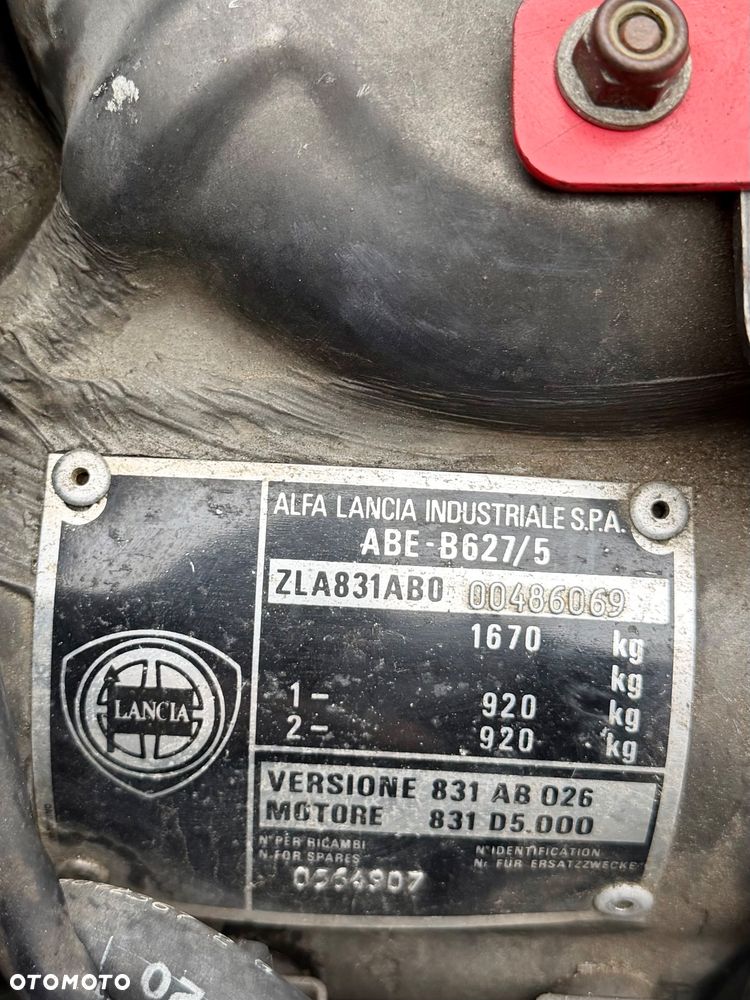 ALFA LANCIA INDUSTRIALE S.P.A.
ABE-B627/5
ZLA831AB0 00486069
1670 kg
kg
1- 920 kg
2- 920 kg
LANCIA
VERSIONE 831 AB 026
MOTORE 831 D5.000
N° PER RICAMBI
N. FOR SPARES
N° IDENTIFICATION
Nr. FÜR ERSATZZWECKE
0564907
20
OTOMOTO